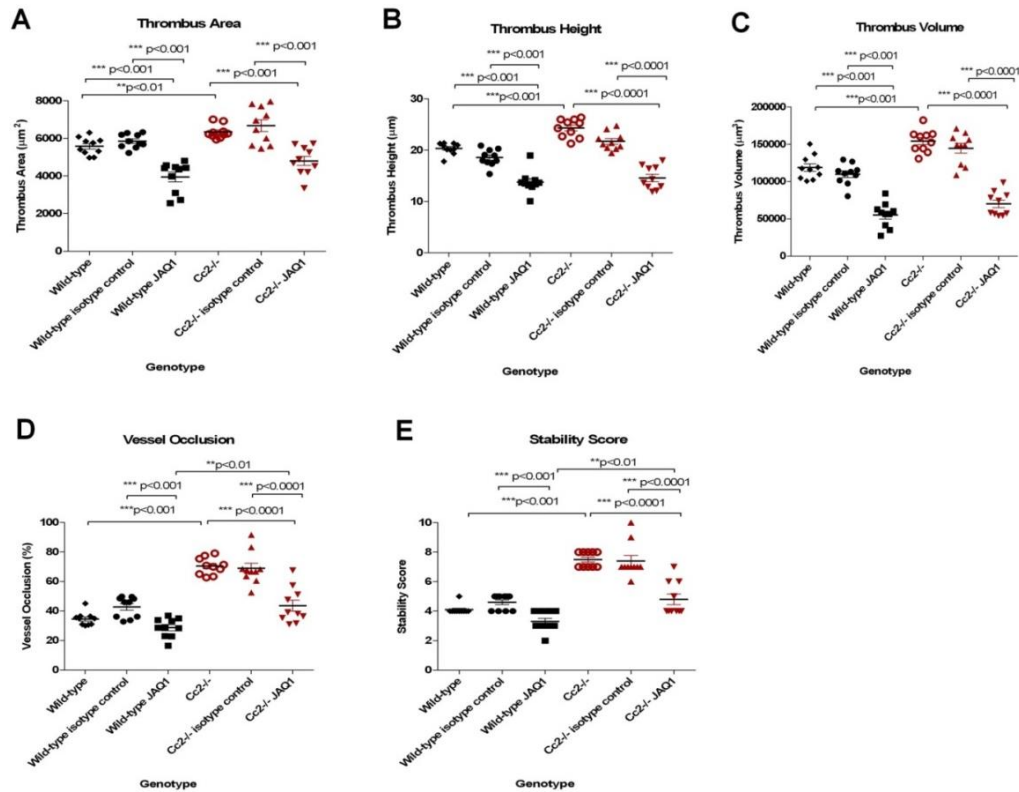 A
Thrombus Area
*** p<0.001
*** p<0.001
*** p<0.001
*** p<0.001
**p<0.01
Thrombus Area (µm²)
8000
6000
4000
2000
0
Wild-type
Wild-type isotype control
Wild-type JAQ1
Cc2-/-
Cc2-/- isotype control
Cc2-/- JAQ1
Genotype
B
Thrombus Height
*** p<0.001
*** p<0.0001
*** p<0.001
***p<0.001
*** p<0.0001
Thrombus Height (µm)
30
20
10
0
Wild-type
Wild-type isotype control
Wild-type JAQ1
Cc2-/-
Cc2-/- isotype control
Cc2-/- JAQ1
Genotype
C
Thrombus Volume
*** p<0.001
***p<0.0001
*** p<0.001
***p<0.001
*** p<0.0001
Thrombus Volume (µm³)
200000
150000
100000
50000
0
Wild-type
Wild-type isotype control
Wild-type JAQ1
Cc2-/-
Cc2-/- isotype control
Cc2-/- JAQ1
Genotype
D
Vessel Occlusion
**p<0.01
*** p<0.001
*** p<0.0001
***p<0.001
*** p<0.0001
Vessel Occlusion (%)
100
80
60
40
20
0
Wild-type
Wild-type isotype control
Wild-type JAQ1
Cc2-/-
Cc2-/- isotype control
Cc2-/- JAQ1
Genotype
E
Stability Score
**p<0.01
*** p<0.001
*** p<0.0001
***p<0.001
*** p<0.0001
Stability Score
10
8
6
4
2
0
Wild-type
Wild-type isotype control
Wild-type JAQ1
Cc2-/-
Cc2-/- isotype control
Cc2-/- JAQ1
Genotype